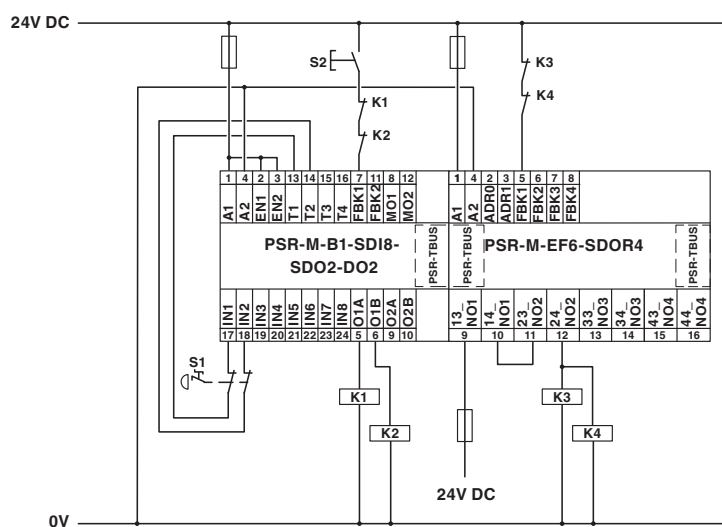 24V DC
S2
K1
K2
K3
K4
1 4 2 3 13 14 15 16 7 11 8 12
A1 A2 EN1 EN2 T1 T2 T3 T4 FBK1 FBK2 MO1 MO2
1 4 2 3 5 6 7 8
A1 A2 ADR0 ADR1 FBK1 FBK2 FBK3 FBK4
PSR-M-B1-SDI8-
SDO2-DO2
PSR-TBUS
PSR-TBUS
PSR-M-EF6-SDOR4
PSR-TBUS
IN1 IN2 IN3 IN4 IN5 IN6 IN7 IN8 O1A O1B O2A O2B
17 18 19 20 21 22 23 24 5 6 9 10
13_
NO1
14_
NO1
23_
NO2
24_
NO2
33_
NO3
34_
NO3
43_
NO4
44_
NO4
9 10 11 12 13 14 15 16
S1
K1
K2
K3
K4
24V DC
0V